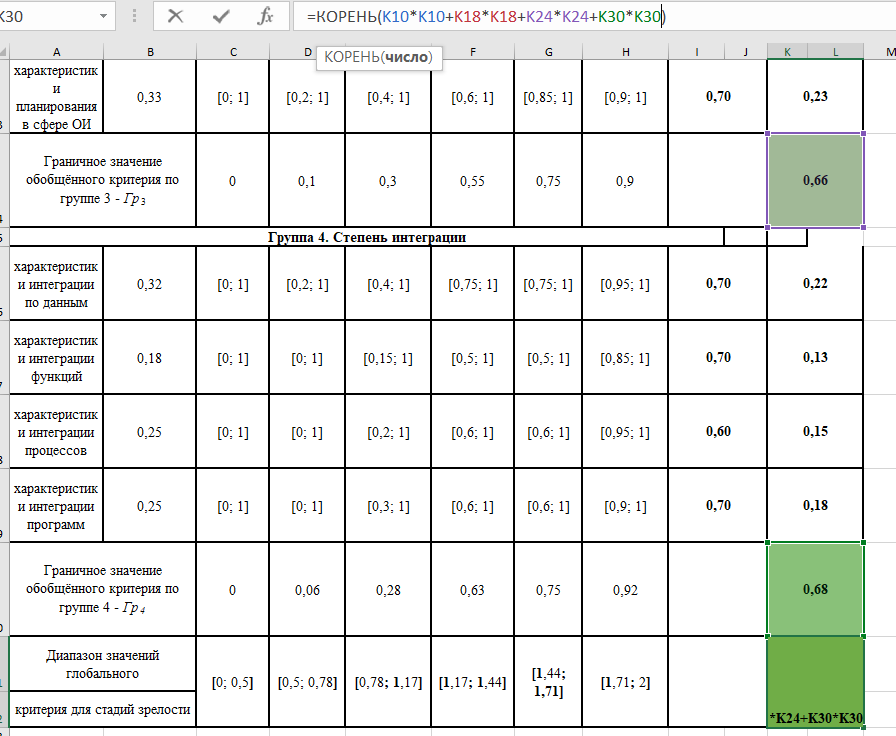 K30
=КОРЕНЬ(K10*K10+K18*K18+K24*K24+K30*K30)
КОРЕНЬ(число)
A B C D F G H I J K L M
характеристик
и
планирования
в сфере ОИ
0,33 [0; 1] [0,2; 1] [0,4; 1] [0,6; 1] [0,85; 1] [0,9; 1] 0,70 0,23
Граничное значение
обобщённого критерия по
группе 3 - Гр3
0 0,1 0,3 0,55 0,75 0,9 0,66
Группа 4. Степень интеграции
характеристик
и интеграции
по данным
0,32 [0; 1] [0,2; 1] [0,4; 1] [0,75; 1] [0,75; 1] [0,95; 1] 0,70 0,22
характеристик
и интеграции
функций
0,18 [0; 1] [0; 1] [0,15; 1] [0,5; 1] [0,5; 1] [0,85; 1] 0,70 0,13
характеристик
и интеграции
процессов
0,25 [0; 1] [0; 1] [0,2; 1] [0,6; 1] [0,6; 1] [0,95; 1] 0,60 0,15
характеристик
и интеграции
программ
0,25 [0; 1] [0; 1] [0,3; 1] [0,6; 1] [0,6; 1] [0,9; 1] 0,70 0,18
Граничное значение
обобщённого критерия по
группе 4 - Гр4
0 0,06 0,28 0,63 0,75 0,92 0,68
Диапазон значений
глобального
критерия для стадий зрелости
[0; 0,5] [0,5; 0,78] [0,78; 1,17] [1,17; 1,44] [1,44;
1,71] [1,71; 2]
*K24+K30*K30